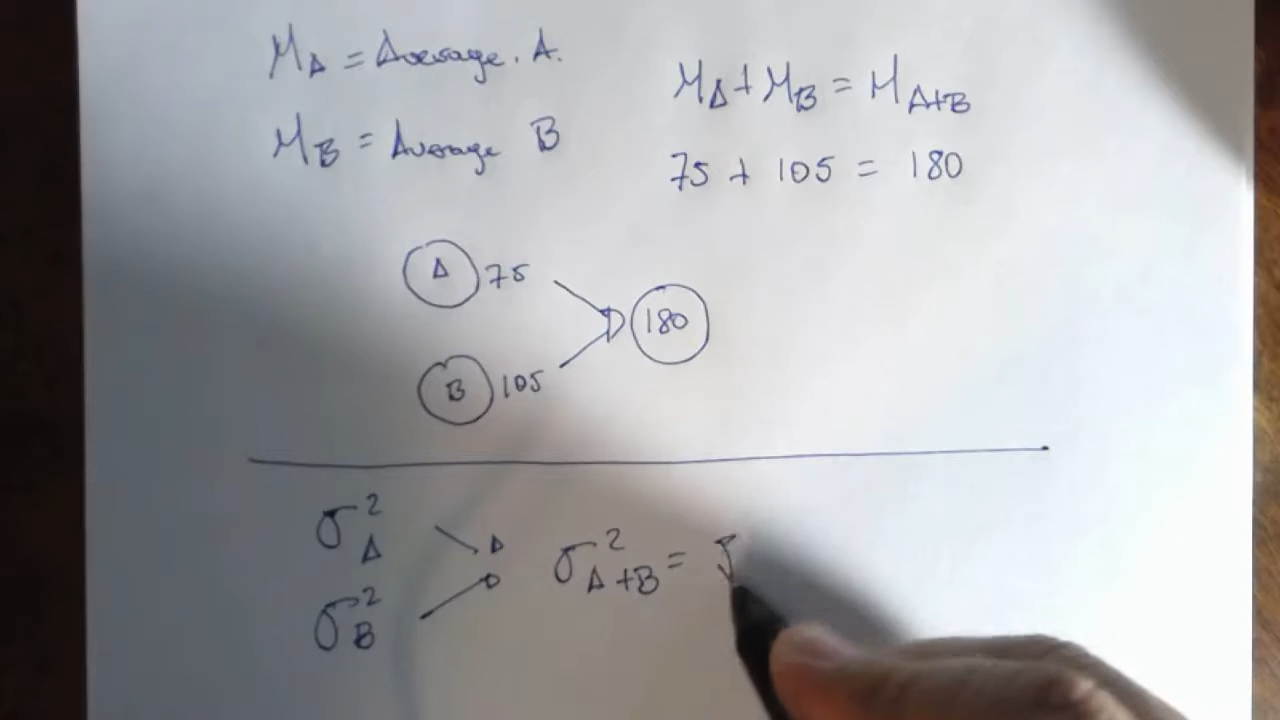 μA = Average. A.
μB = Average B
μA + μB = μA+B
75 + 105 = 180
A 75
B 105
180
σ²A
σ²B
σ²A+B =